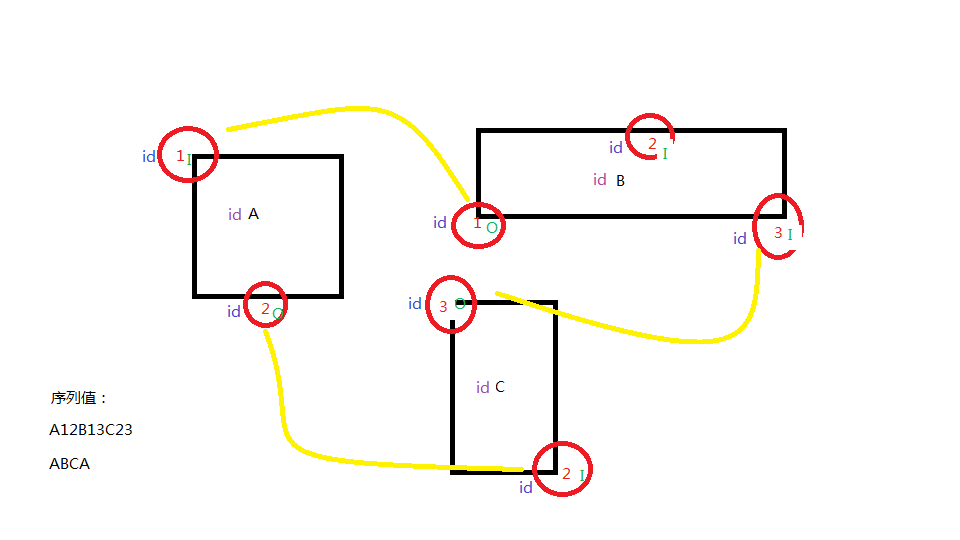 id 1 I
id A
id 2 O
id 2 I
id B
id 1 O
id 3 I
id 3 O
id C
id 2 I
序列值：
A12B13C23
ABCA